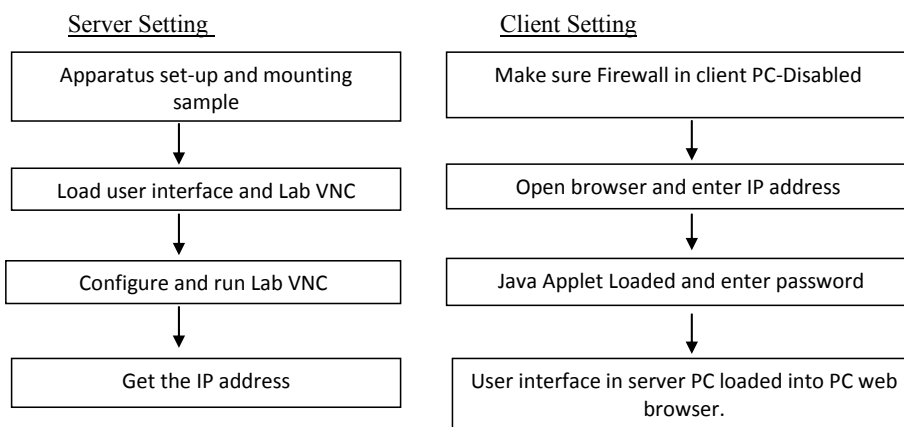 Server Setting
Apparatus set-up and mounting
sample
Load user interface and Lab VNC
Configure and run Lab VNC
Get the IP address
Client Setting
Make sure Firewall in client PC-Disabled
Open browser and enter IP address
Java Applet Loaded and enter password
User interface in server PC loaded into PC web
browser.